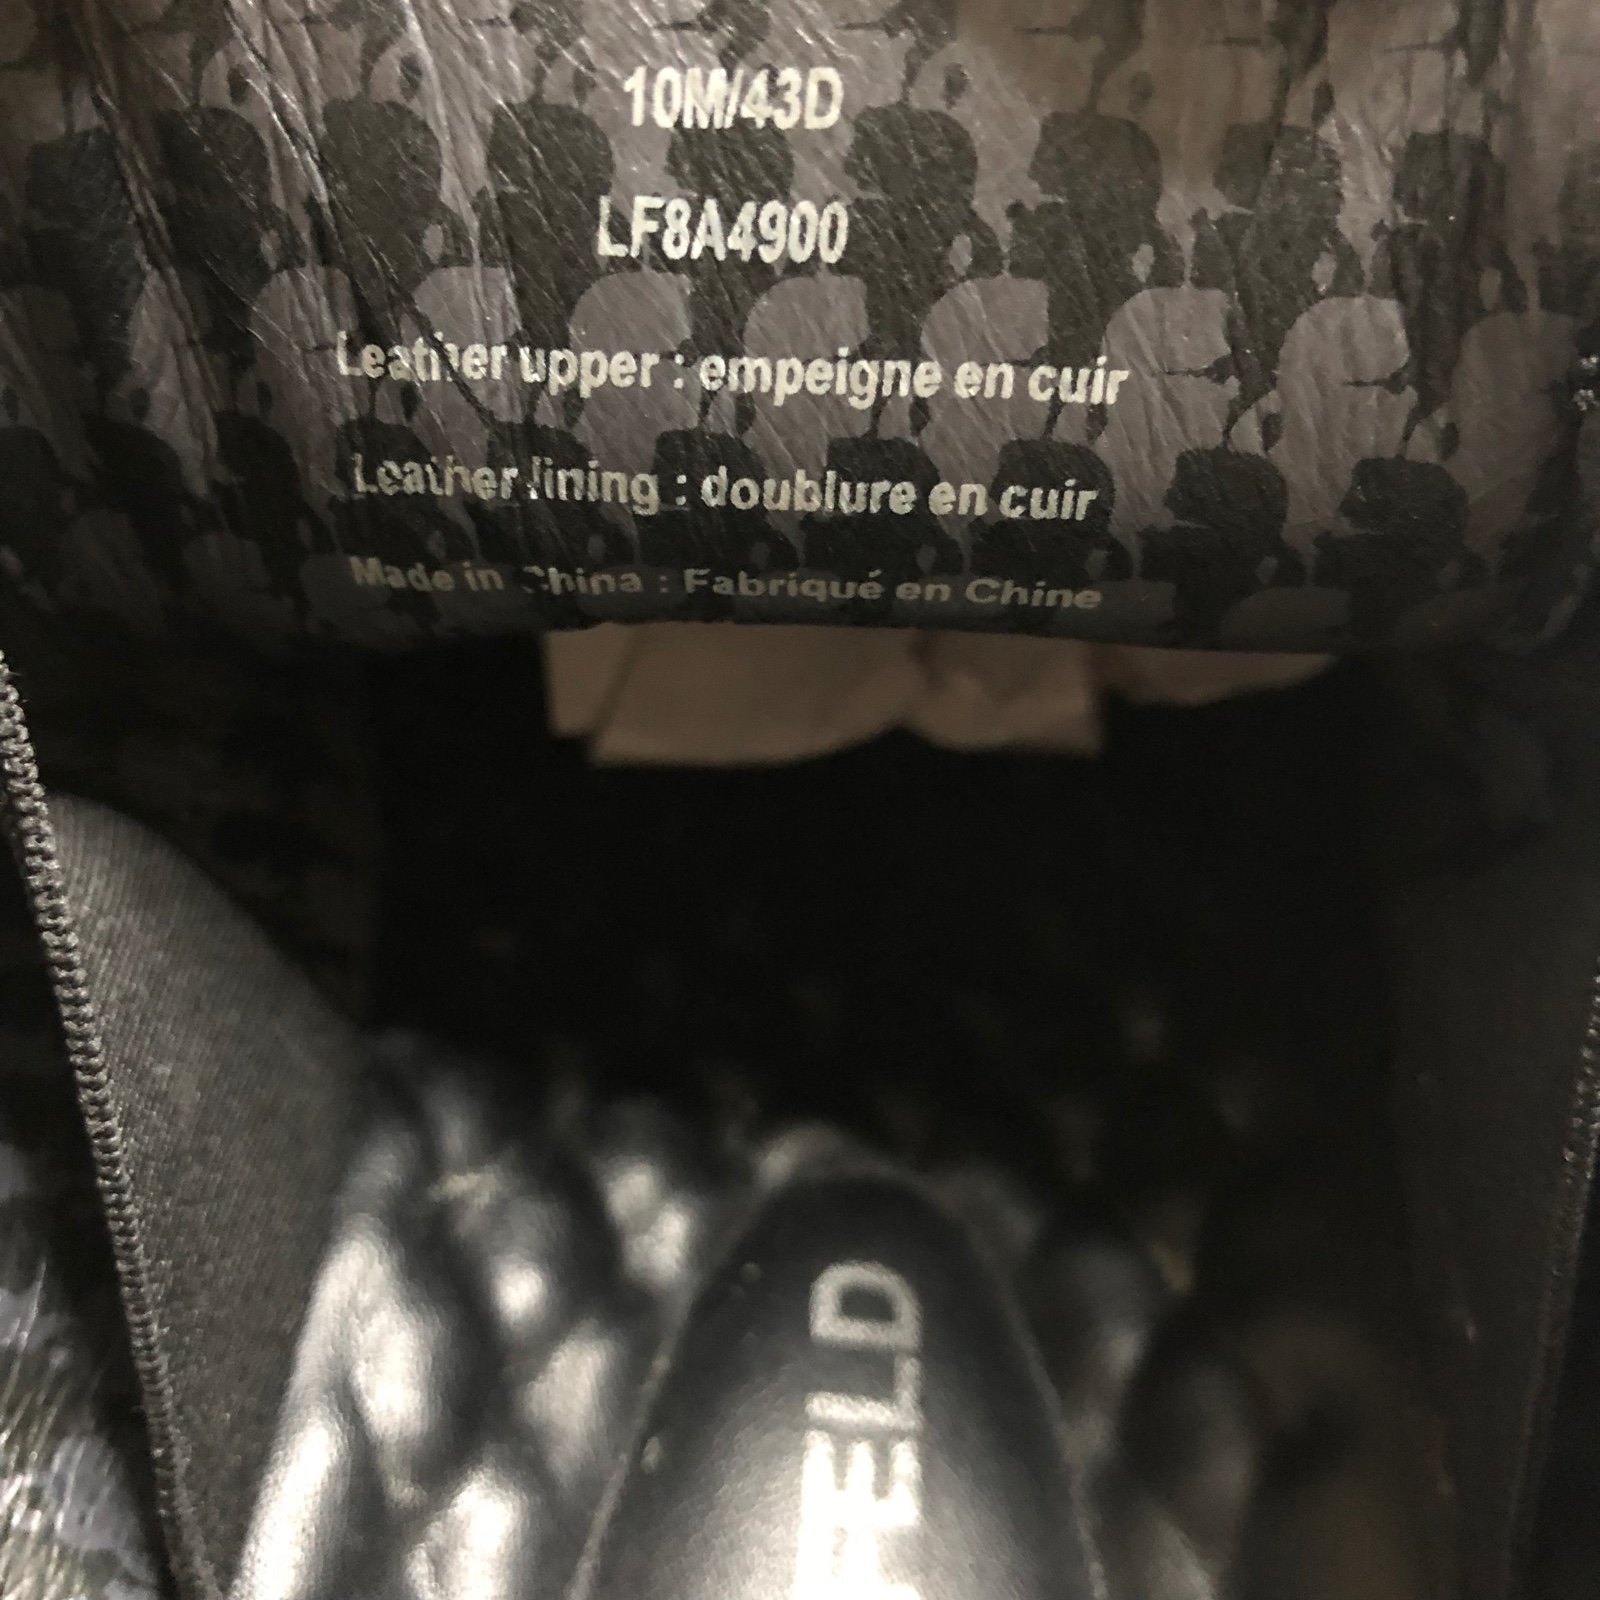 10M/43D
LF8A4900
Leather upper : empeigne en cuir
Leather lining : doublure en cuir
Made in China : Fabriqué en Chine
ELD